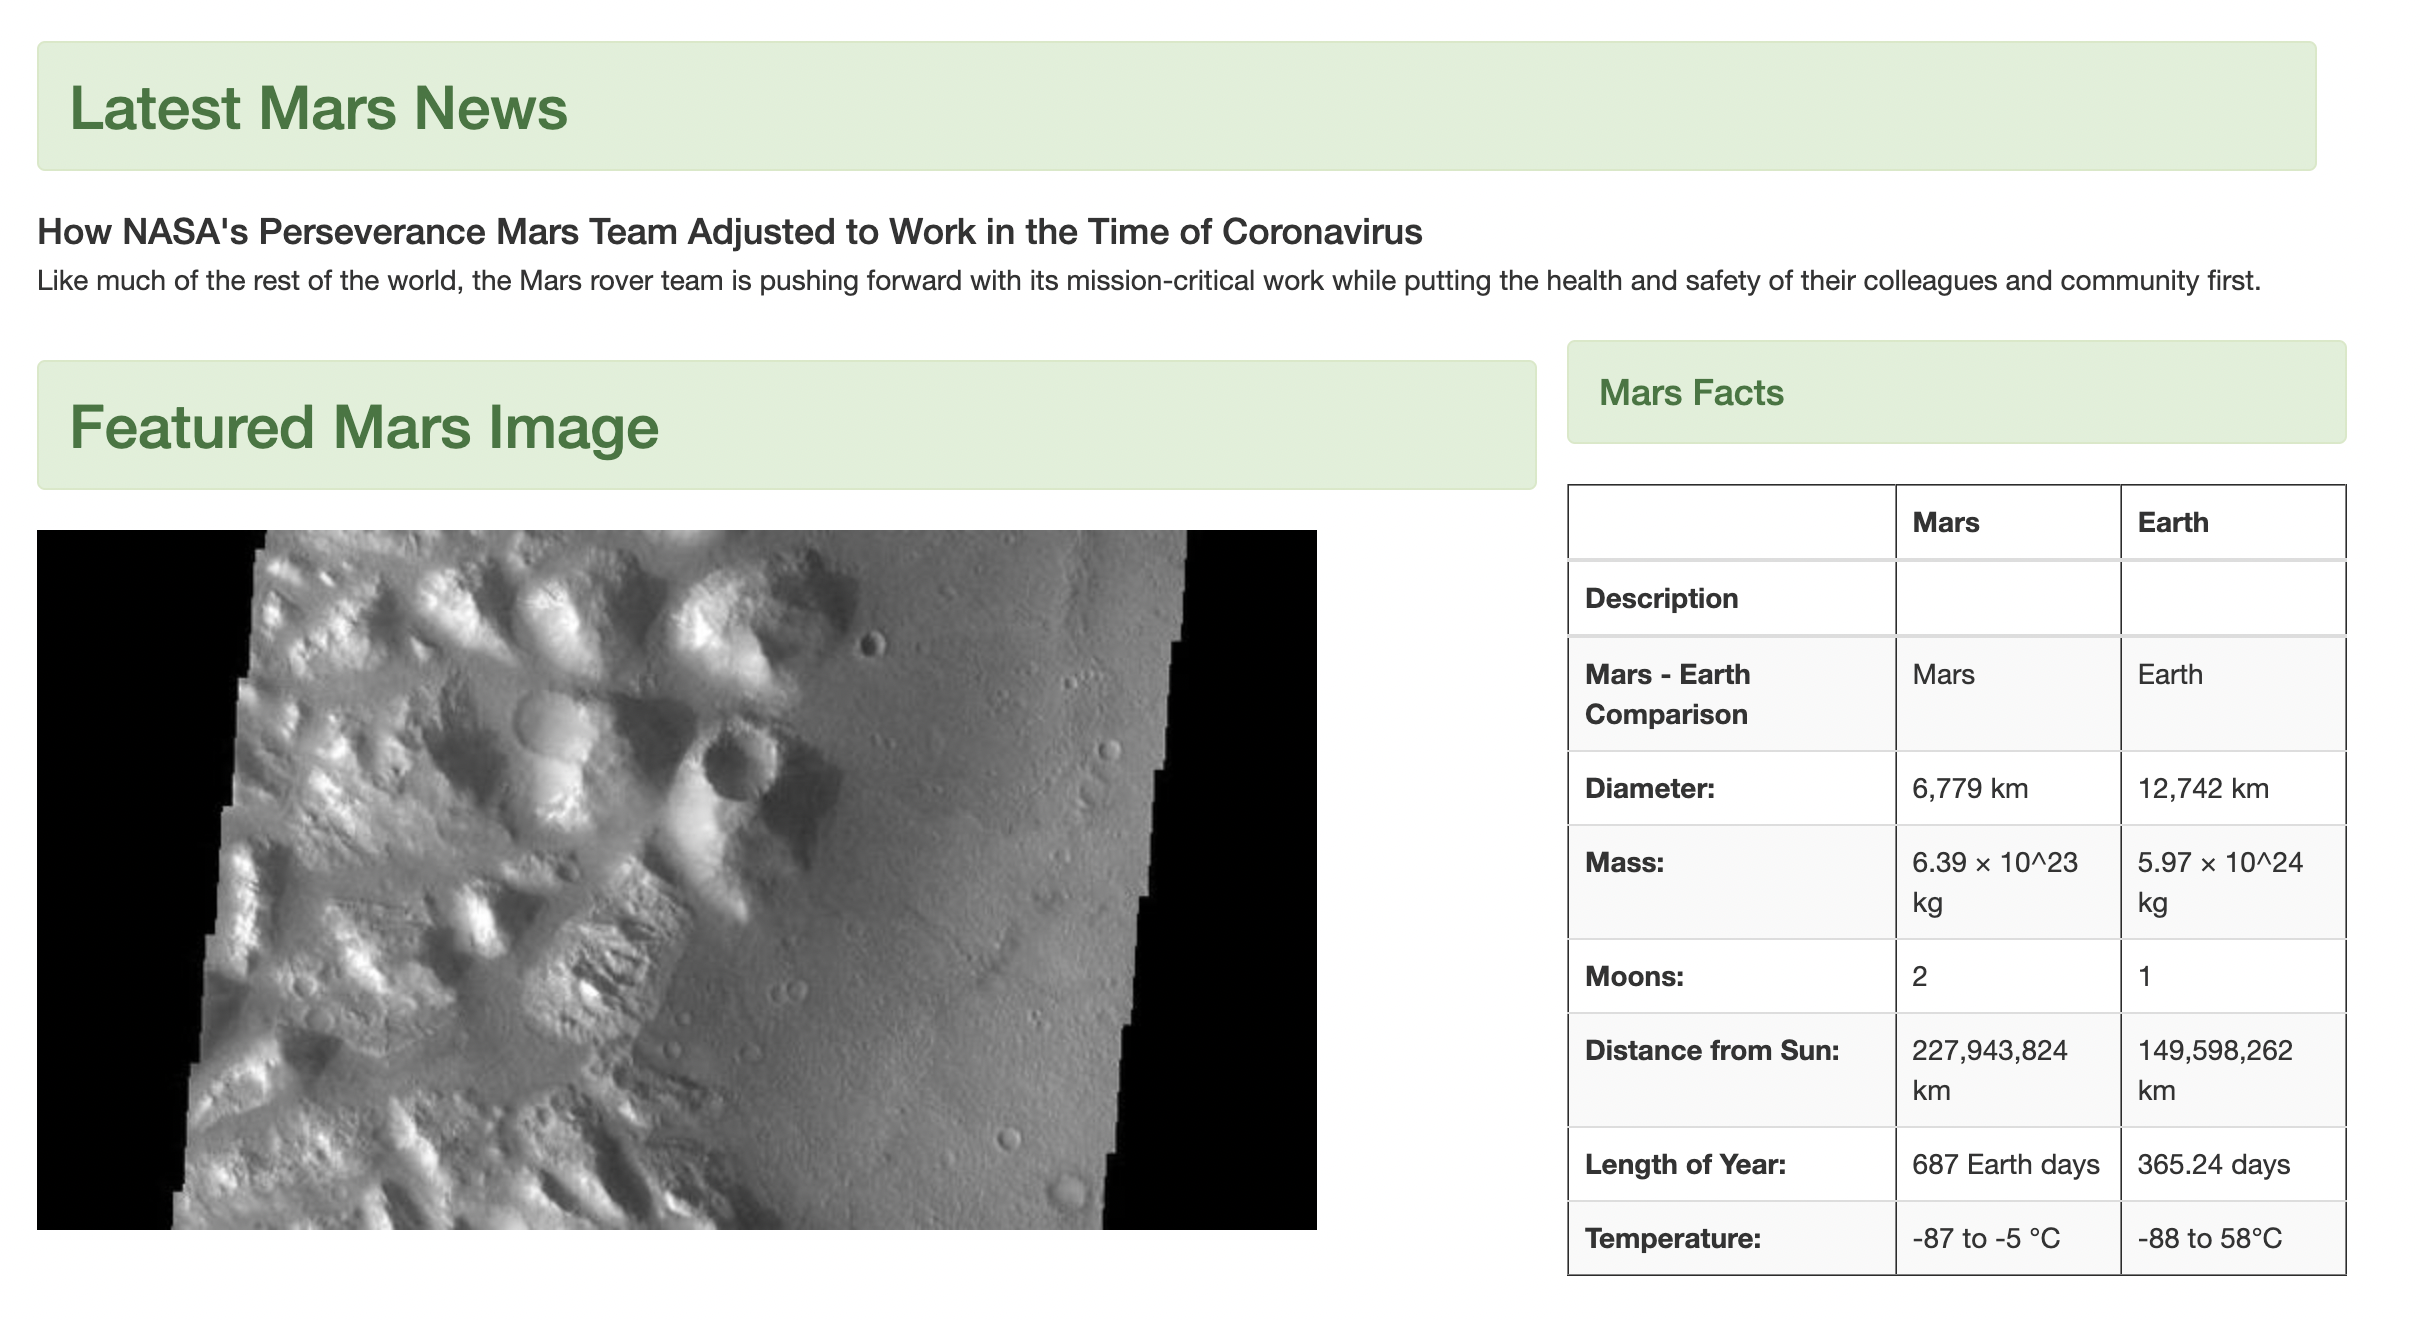 Latest Mars News
How NASA's Perseverance Mars Team Adjusted to Work in the Time of Coronavirus
Like much of the rest of the world, the Mars rover team is pushing forward with its mission-critical work while putting the health and safety of their colleagues and community first.
Featured Mars Image
Mars Facts
Mars Earth
Description
Mars - Earth Mars Earth
Comparison
Diameter: 6,779 km 12,742 km
Mass: 6.39 × 10^23 5.97 × 10^24
kg kg
Moons: 2 1
Distance from Sun: 227,943,824 149,598,262
km km
Length of Year: 687 Earth days 365.24 days
Temperature: -87 to -5 °C -88 to 58°C